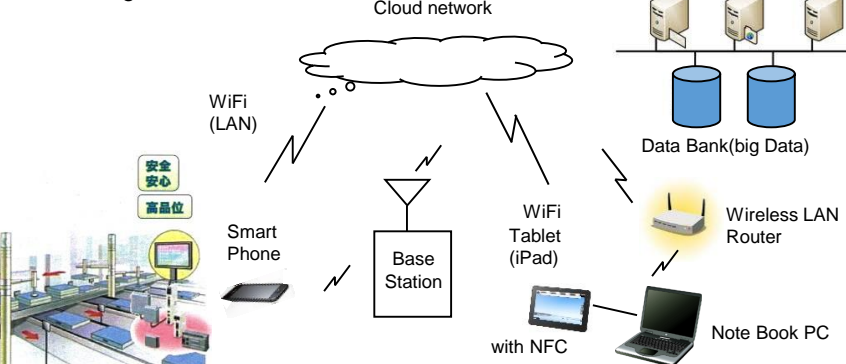 Cloud network
WiFi
(LAN)
Data Bank(big Data)
安全
安心
高品位
Smart
Phone
Base
Station
WiFi
Tablet
(iPad)
Wireless LAN
Router
with NFC
Note Book PC